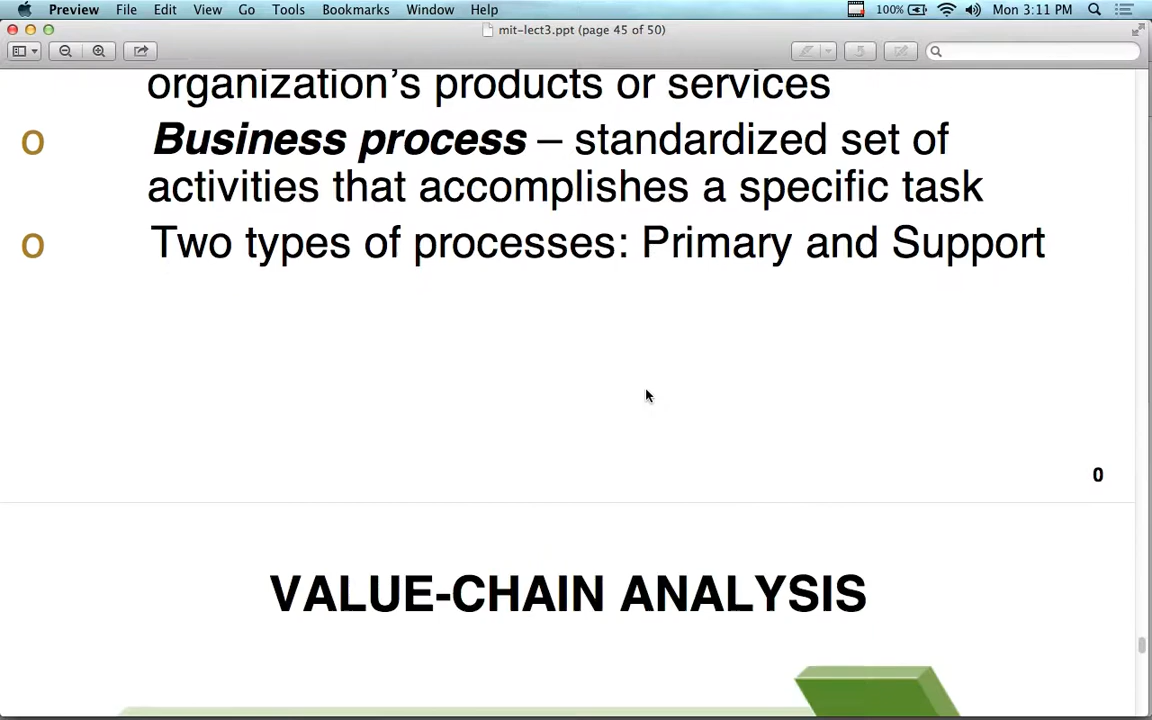 Preview File Edit View Go Tools Bookmarks Window Help 100% Mon 3:11 PM
mit-lect3.ppt (page 45 of 50)
organization's products or services
o Business process – standardized set of
activities that accomplishes a specific task
o Two types of processes: Primary and Support
0
VALUE-CHAIN ANALYSIS